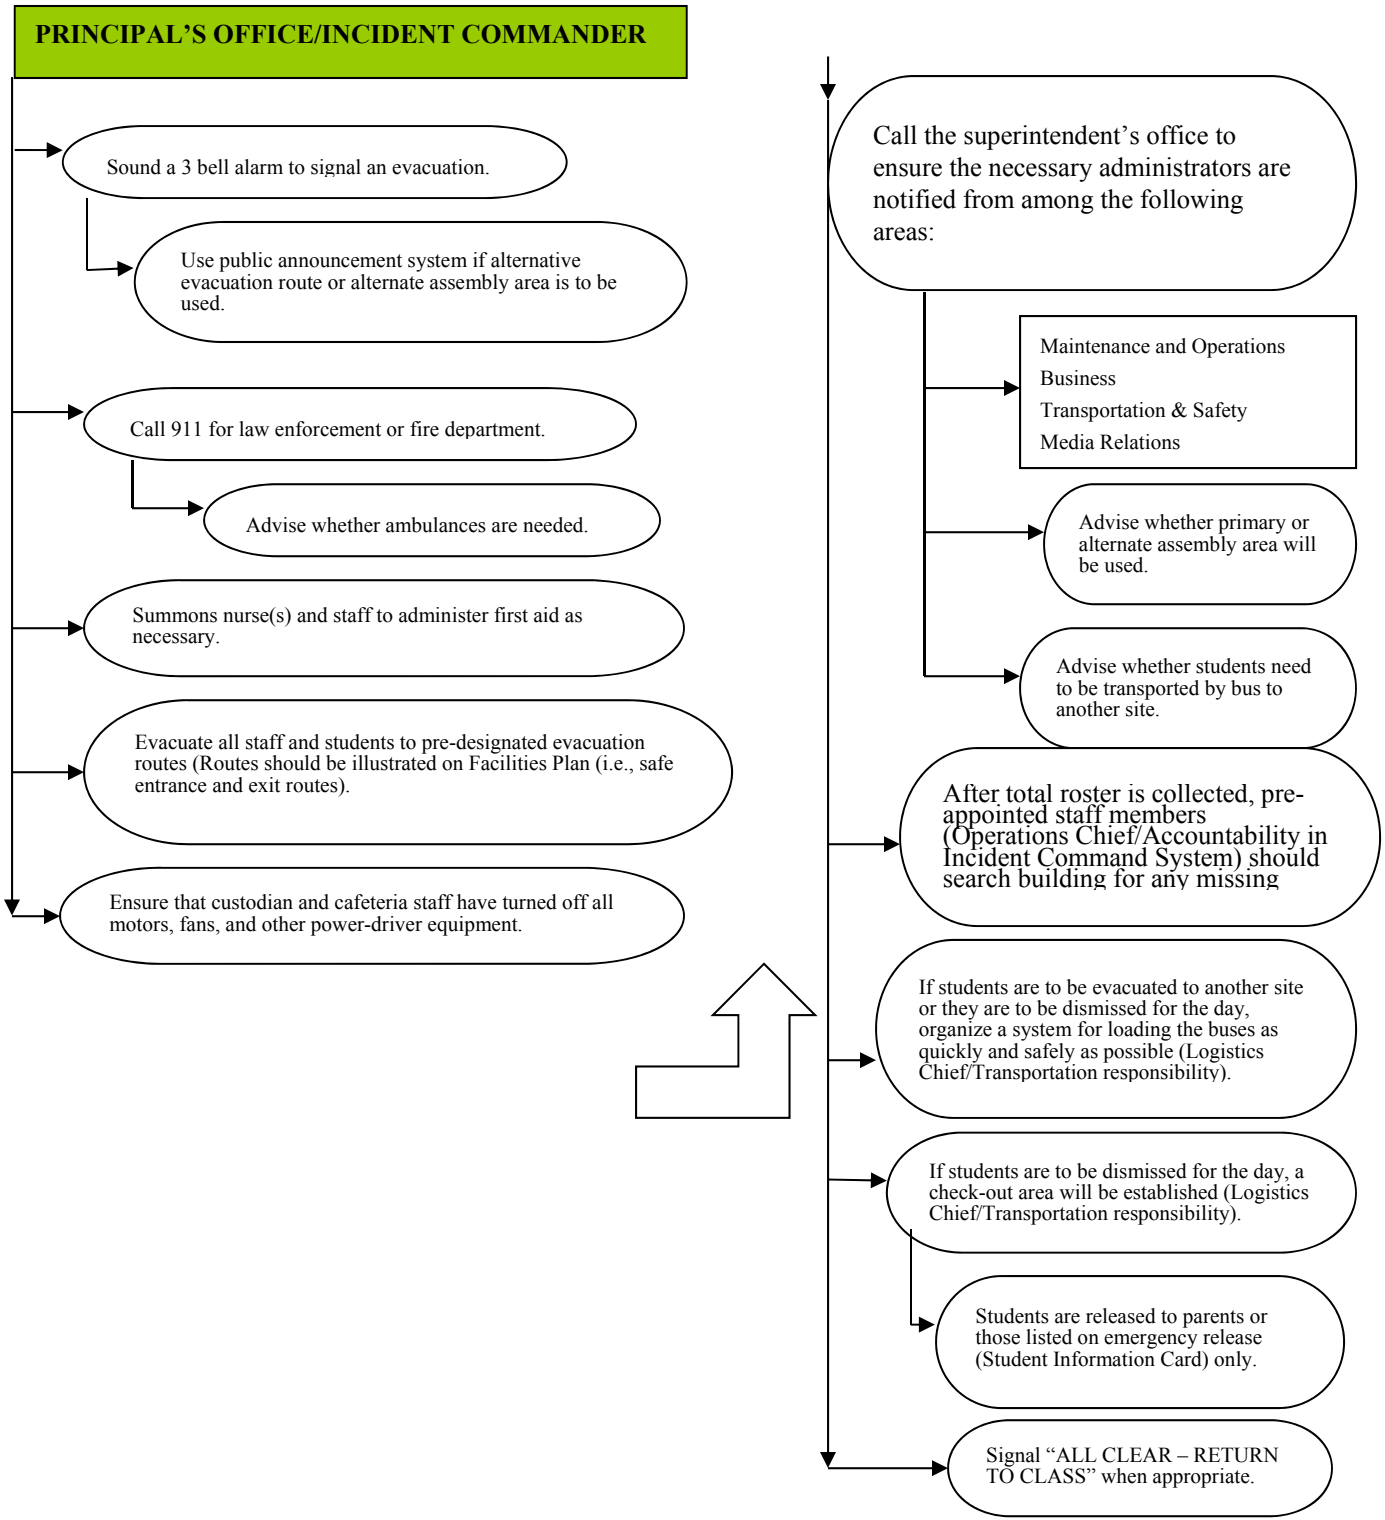 PRINCIPAL’S OFFICE/INCIDENT COMMANDER
Sound a 3 bell alarm to signal an evacuation.
Use public announcement system if alternative
evacuation route or alternate assembly area is to be
used.
Call 911 for law enforcement or fire department.
Advise whether ambulances are needed.
Summons nurse(s) and staff to administer first aid as
necessary.
Evacuate all staff and students to pre-designated evacuation
routes (Routes should be illustrated on Facilities Plan (i.e., safe
entrance and exit routes).
Ensure that custodian and cafeteria staff have turned off all
motors, fans, and other power-driver equipment.
Call the superintendent’s office to
ensure the necessary administrators are
notified from among the following
areas:
Maintenance and Operations
Business
Transportation & Safety
Media Relations
Advise whether primary or
alternate assembly area will
be used.
Advise whether students need
to be transported by bus to
another site.
After total roster is collected, pre-
appointed staff members
(Operations Chief/Accountability in
Incident Command System) should
search building for any missing
If students are to be evacuated to another site
or they are to be dismissed for the day,
organize a system for loading the buses as
quickly and safely as possible (Logistics
Chief/Transportation responsibility).
If students are to be dismissed for the day, a
check-out area will be established (Logistics
Chief/Transportation responsibility).
Students are released to parents or
those listed on emergency release
(Student Information Card) only.
Signal “ALL CLEAR – RETURN
TO CLASS” when appropriate.